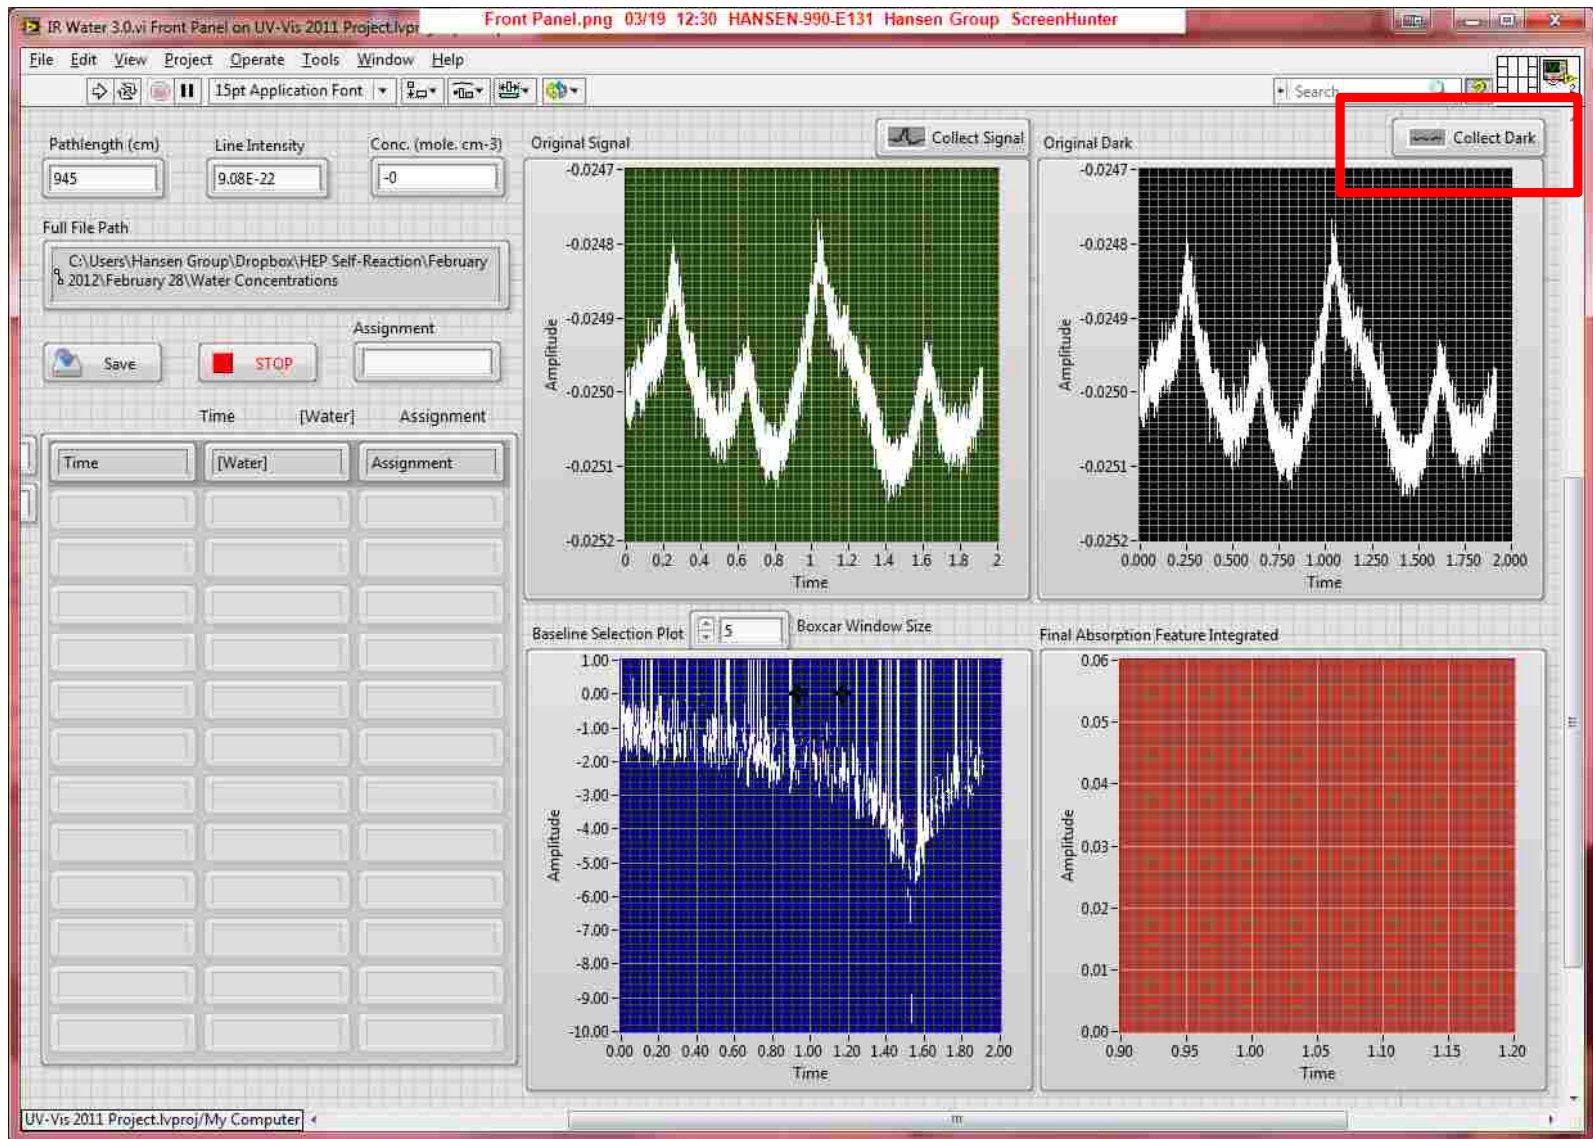 Front Panel.png 03/19 12:30 HANSEN-990-E131 Hansen Group ScreenHunter
IR Water 3.0.vi Front Panel on UV-Vis 2011 Project.lvpr
File Edit View Project Operate Tools Window Help
15pt Application Font
Search
2
Pathlength (cm) Line Intensity Conc. (mole. cm-3)
945 9.08E-22 -0
Full File Path
C:\Users\Hansen Group\Dropbox\HEP Self-Reaction\February
2012\February 28\Water Concentrations
Assignment
Save STOP
Time [Water] Assignment
Time [Water] Assignment
Original Signal Collect Signal
-0.0247
-0.0248
-0.0249
-0.0250
-0.0251
-0.0252
Amplitude
0 0.2 0.4 0.6 0.8 1 1.2 1.4 1.6 1.8 2
Time
Original Dark Collect Dark
-0.0247
-0.0248
-0.0249
-0.0250
-0.0251
-0.0252
Amplitude
0.000 0.250 0.500 0.750 1.000 1.250 1.500 1.750 2.000
Time
Baseline Selection Plot 5 Boxcar Window Size
1.00
0.00
-1.00
-2.00
-3.00
-4.00
-5.00
-6.00
-7.00
-8.00
-9.00
-10.00
Amplitude
0.00 0.20 0.40 0.60 0.80 1.00 1.20 1.40 1.60 1.80 2.00
Time
Final Absorption Feature Integrated
0.06
0.05
0.04
0.03
0.02
0.01
0.00
Amplitude
0.90 0.95 1.00 1.05 1.10 1.15 1.20
Time
UV-Vis 2011 Project.lvproj/My Computer